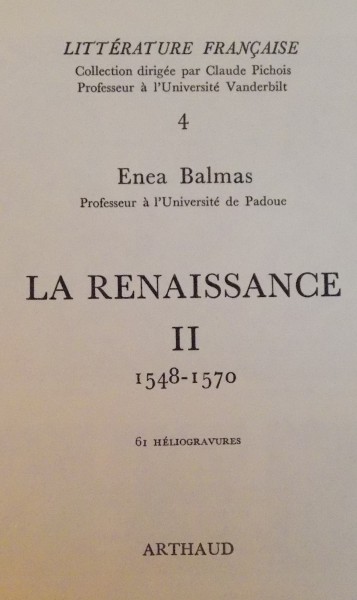 LITTÉRATURE FRANÇAISE
Collection dirigée par Claude Pichois
Professeur à l'Université Vanderbilt
4
Enea Balmas
Professeur à l'Université de Padoue
LA RENAISSANCE
II
1548-1570
61 HÉLIOGRAVURES
ARTHAUD